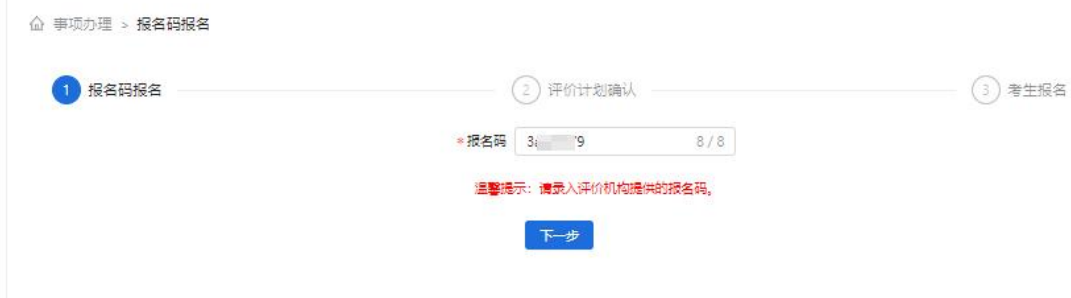 事项办理 > 报名码报名
1 报名码报名 2 评价计划确认 3 考生报名
*报名码 3 9 8 / 8
温馨提示：请录入评价机构提供的报名码。
下一步